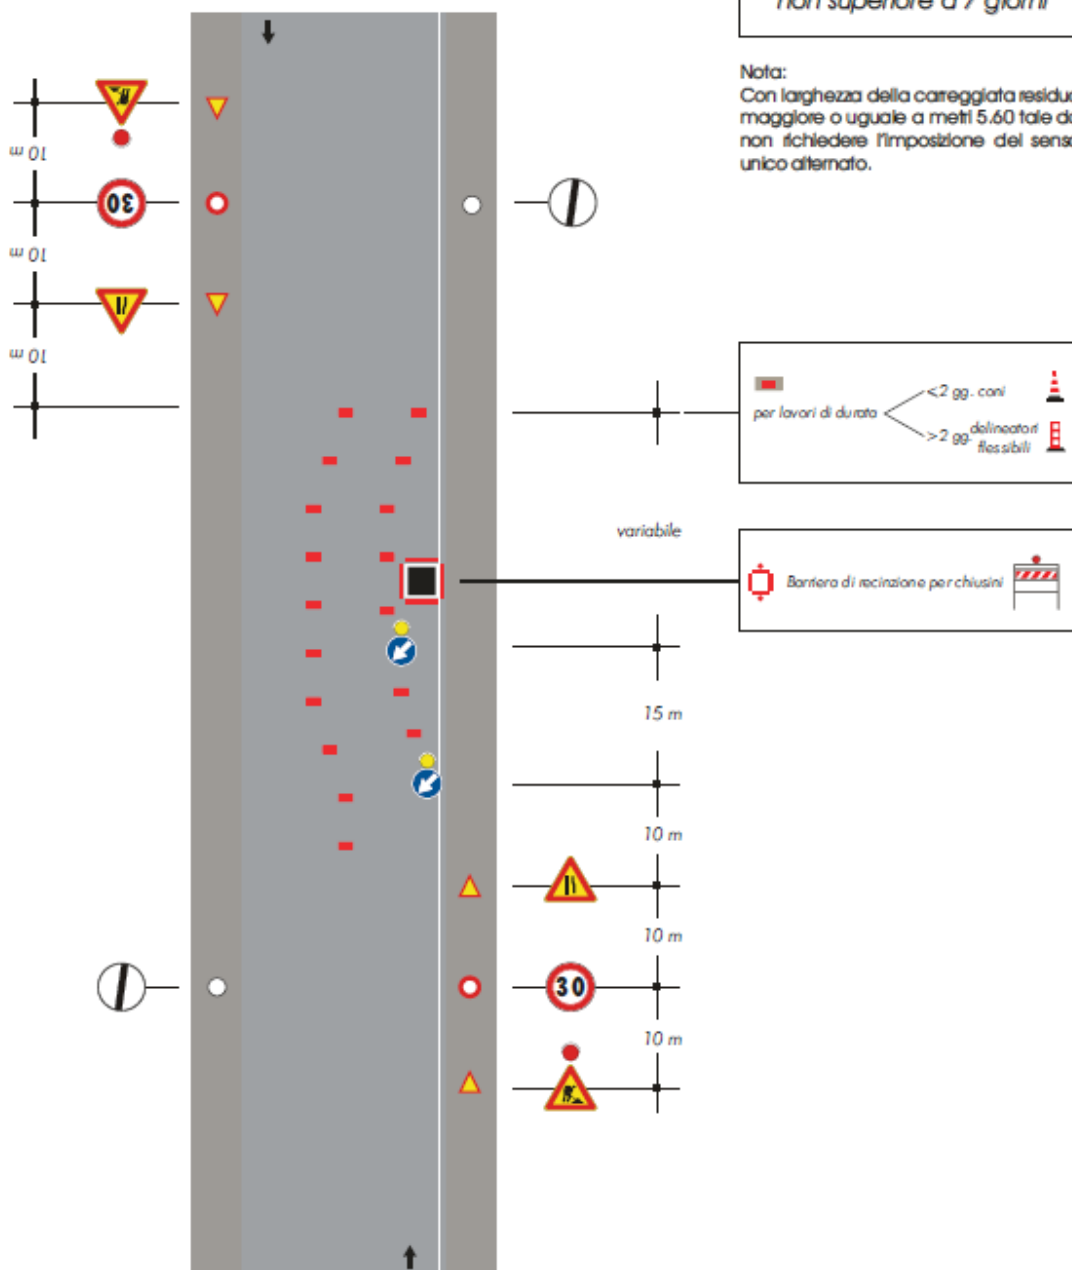 non superiore a 7 giorni
Nota:
Con larghezza della carreggiata residua
maggiore o uguale a metri 5.60 tale da
non richiedere l'imposizione del senso
unico alternato.
10 m
30
10 m
10 m
per lavori di durata
<2 gg. coni
>2 gg. delineatori
flessibili
variabile
Barriera di recinzione per chiusini
15 m
10 m
10 m
30
10 m